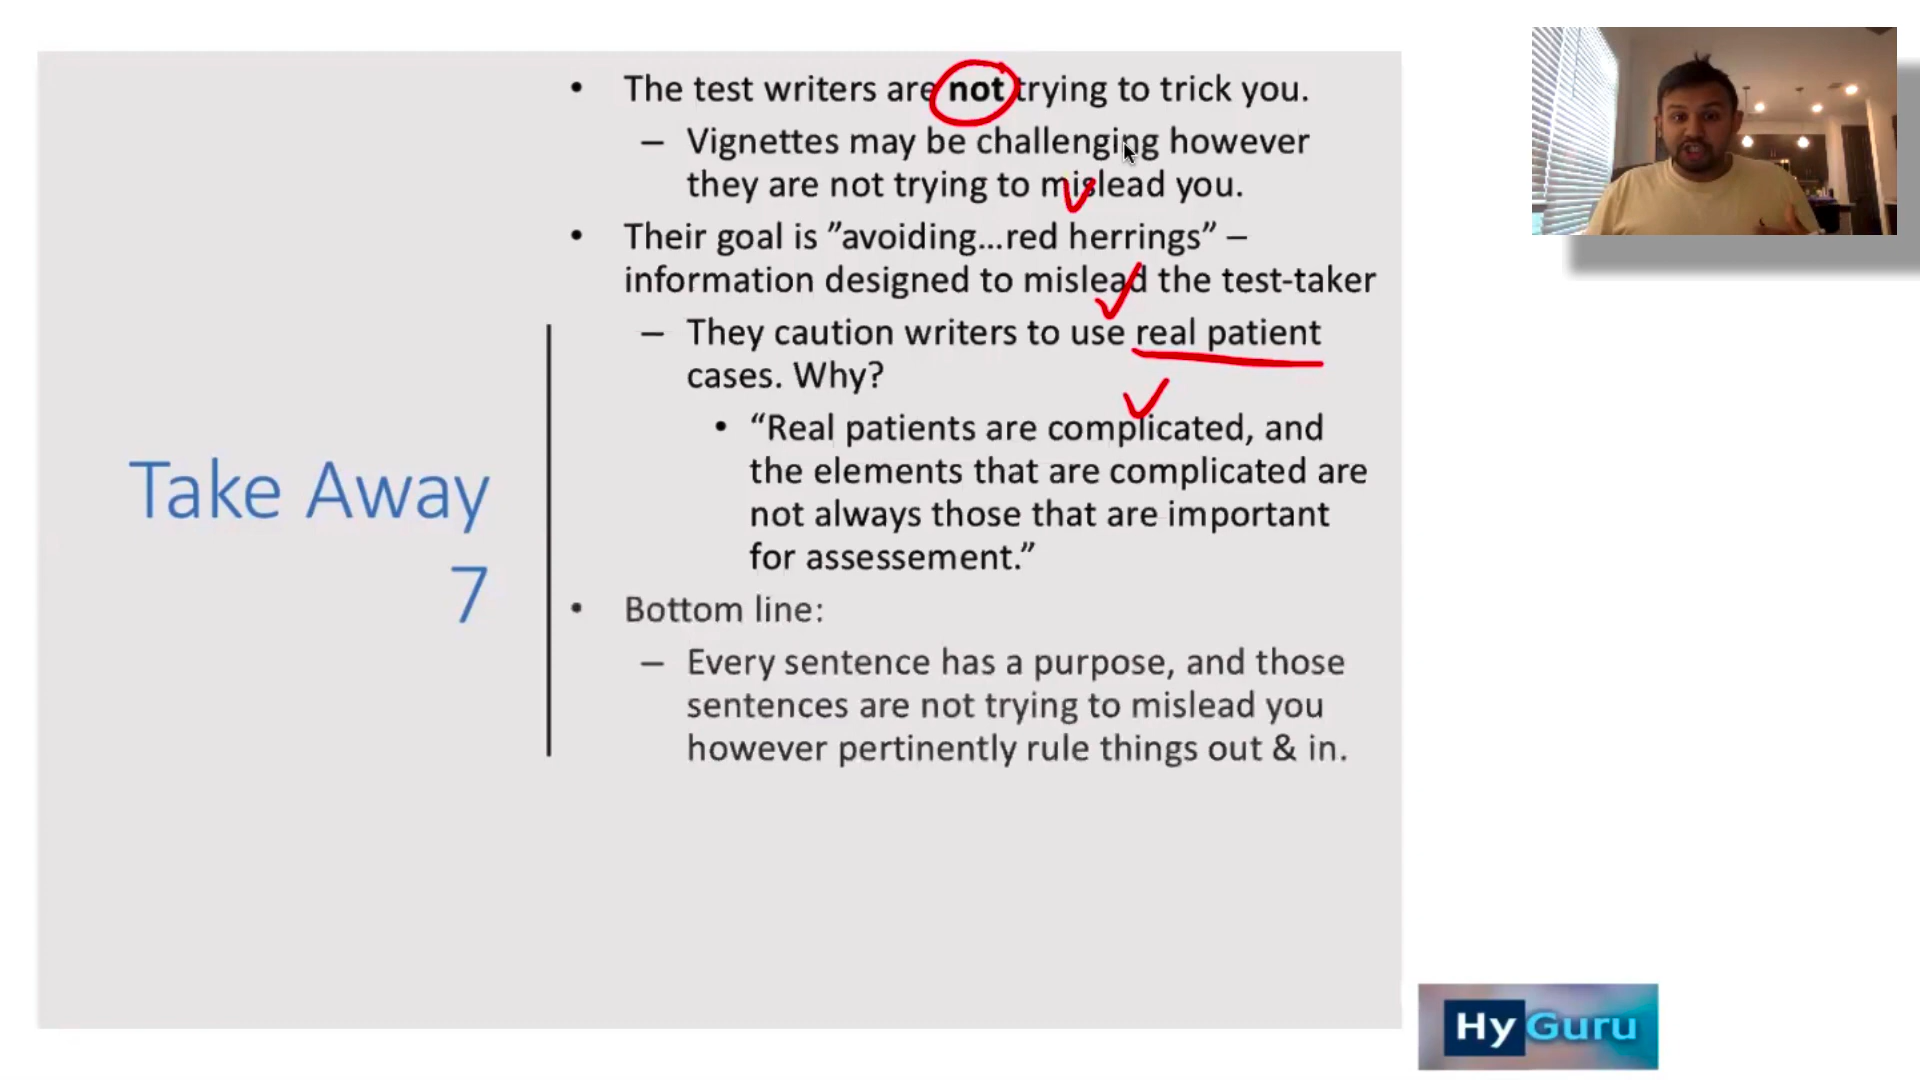 • The test writers are not trying to trick you.
– Vignettes may be challenging however
they are not trying to mislead you.
• Their goal is ”avoiding...red herrings” –
information designed to mislead the test-taker
– They caution writers to use real patient
cases. Why?
• “Real patients are complicated, and
the elements that are complicated are
not always those that are important
for assessement.”
• Bottom line:
– Every sentence has a purpose, and those
sentences are not trying to mislead you
however pertinently rule things out & in.
Take Away
7
HyGuru